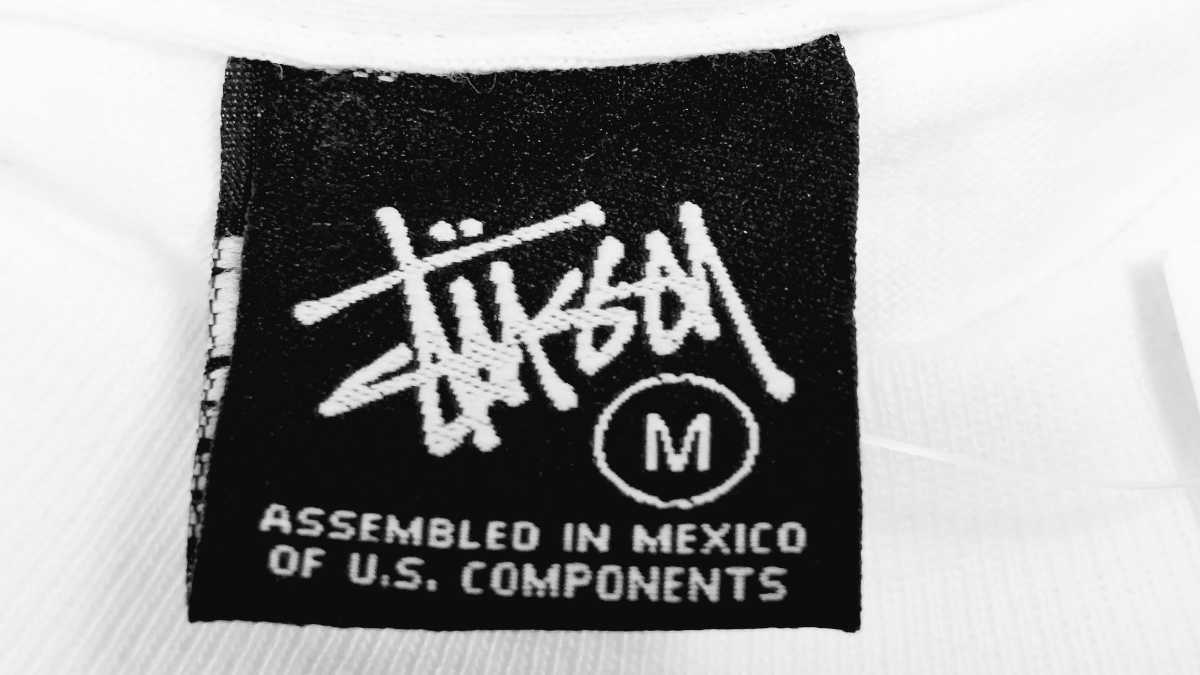 Stüssy
M
ASSEMBLED IN MEXICO
OF U.S. COMPONENTS